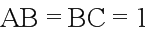 AB = BC = 1